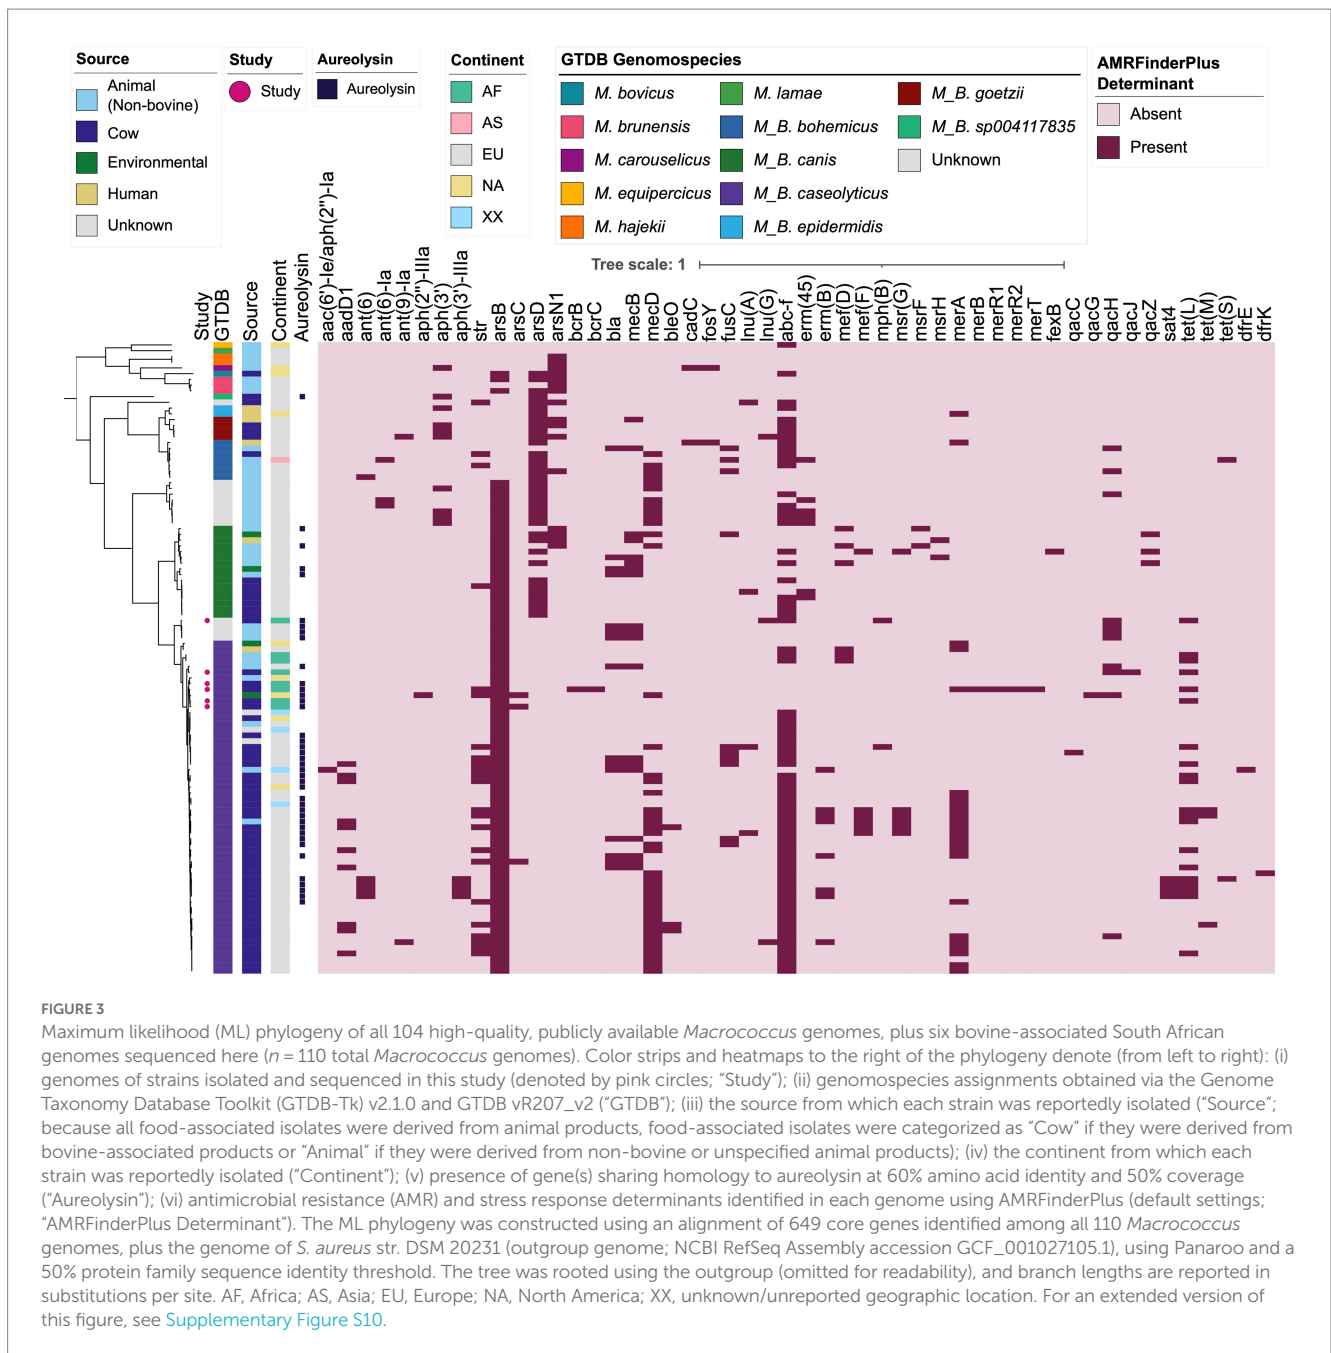 Source
Animal
(Non-bovine)
Cow
Environmental
Human
Unknown
Study
Study
Aureolysin
Aureolysin
Continent
AF
AS
EU
NA
XX
GTDB Genomospecies
M. bovicus
M. brunensis
M. carouselicus
M. equipercicus
M. hajekii
M. lamae
M_B. bohemicus
M_B. canis
M_B. caseolyticus
M_B. epidermidis
M_B. goetzii
M_B. sp004117835
Unknown
AMRFinderPlus
Determinant
Absent
Present
Tree scale: 1
Study
GTDB
Source
Continent
Aureolysin
aac(6')-Ie/aph(2'')-Ia
aadD1
ant(6)
ant(6)-Ia
ant(9)-Ia
aph(2'')-IIIa
aph(3')
aph(3')-IIIa
str
arsB
arsC
arsD
arsN1
bcrB
bcrC
bla
mecB
mecD
bleO
cadC
fosY
fusC
lnu(A)
lnu(G)
abc-f
erm(45)
erm(B)
mef(D)
mef(F)
mph(B)
msr(G)
msrF
msrH
merA
merB
merR1
merR2
merT
fexB
qacC
qacG
qacH
qacJ
qacZ
sat4
tet(L)
tet(M)
tet(S)
dfrE
dfrK
FIGURE 3
Maximum likelihood (ML) phylogeny of all 104 high-quality, publicly available Macrococcus genomes, plus six bovine-associated South African
genomes sequenced here (n = 110 total Macrococcus genomes). Color strips and heatmaps to the right of the phylogeny denote (from left to right): (i)
genomes of strains isolated and sequenced in this study (denoted by pink circles; “Study”); (ii) genomospecies assignments obtained via the Genome
Taxonomy Database Toolkit (GTDB-Tk) v2.1.0 and GTDB vR207_v2 (“GTDB”); (iii) the source from which each strain was reportedly isolated (“Source”;
because all food-associated isolates were derived from animal products, food-associated isolates were categorized as “Cow” if they were derived from
bovine-associated products or “Animal” if they were derived from non-bovine or unspecified animal products); (iv) the continent from which each
strain was reportedly isolated (“Continent”); (v) presence of gene(s) sharing homology to aureolysin at 60% amino acid identity and 50% coverage
(“Aureolysin”); (vi) antimicrobial resistance (AMR) and stress response determinants identified in each genome using AMRFinderPlus (default settings;
“AMRFinderPlus Determinant”). The ML phylogeny was constructed using an alignment of 649 core genes identified among all 110 Macrococcus
genomes, plus the genome of S. aureus str. DSM 20231 (outgroup genome; NCBI RefSeq Assembly accession GCF_001027105.1), using Panaroo and a
50% protein family sequence identity threshold. The tree was rooted using the outgroup (omitted for readability), and branch lengths are reported in
substitutions per site. AF, Africa; AS, Asia; EU, Europe; NA, North America; XX, unknown/unreported geographic location. For an extended version of
this figure, see Supplementary Figure S10.